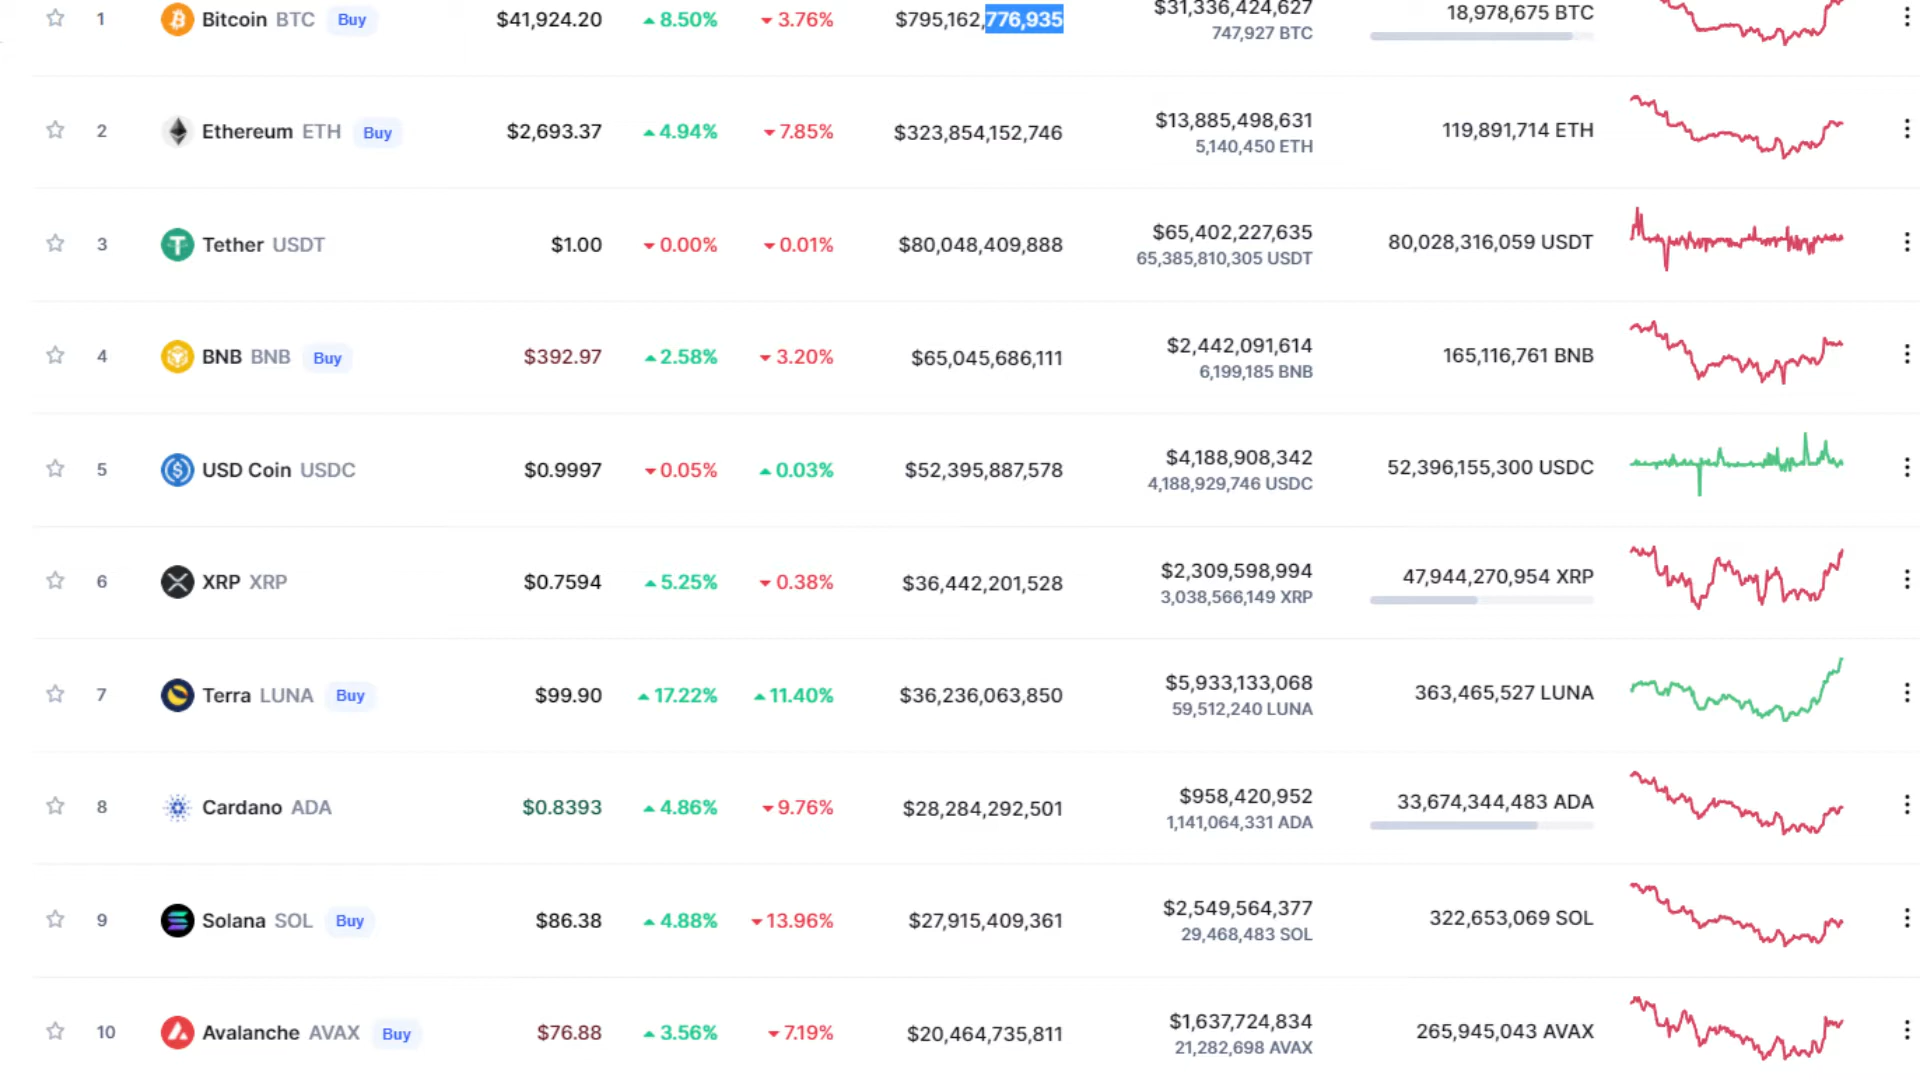 1 Bitcoin BTC Buy $41,924.20 8.50% 3.76% $795,162,776,935 $31,336,424,627 18,978,675 BTC
747,927 BTC
2 Ethereum ETH Buy $2,693.37 4.94% 7.85% $323,854,152,746 $13,885,498,631 119,891,714 ETH
5,140,450 ETH
3 Tether USDT $1.00 0.00% 0.01% $80,048,409,888 $65,402,227,635 80,028,316,059 USDT
65,385,810,305 USDT
4 BNB BNB Buy $392.97 2.58% 3.20% $65,045,686,111 $2,442,091,614 165,116,761 BNB
6,199,185 BNB
5 USD Coin USDC $0.9997 0.05% 0.03% $52,395,887,578 $4,188,908,342 52,396,155,300 USDC
4,188,929,746 USDC
6 XRP XRP $0.7594 5.25% 0.38% $36,442,201,528 $2,309,598,994 47,944,270,954 XRP
3,038,566,149 XRP
7 Terra LUNA Buy $99.90 17.22% 11.40% $36,236,063,850 $5,933,133,068 363,465,527 LUNA
59,512,240 LUNA
8 Cardano ADA $0.8393 4.86% 9.76% $28,284,292,501 $958,420,952 33,674,344,483 ADA
1,141,064,331 ADA
9 Solana SOL Buy $86.38 4.88% 13.96% $27,915,409,361 $2,549,564,377 322,653,069 SOL
29,468,483 SOL
10 Avalanche AVAX Buy $76.88 3.56% 7.19% $20,464,735,811 $1,637,724,834 265,945,043 AVAX
21,282,698 AVAX